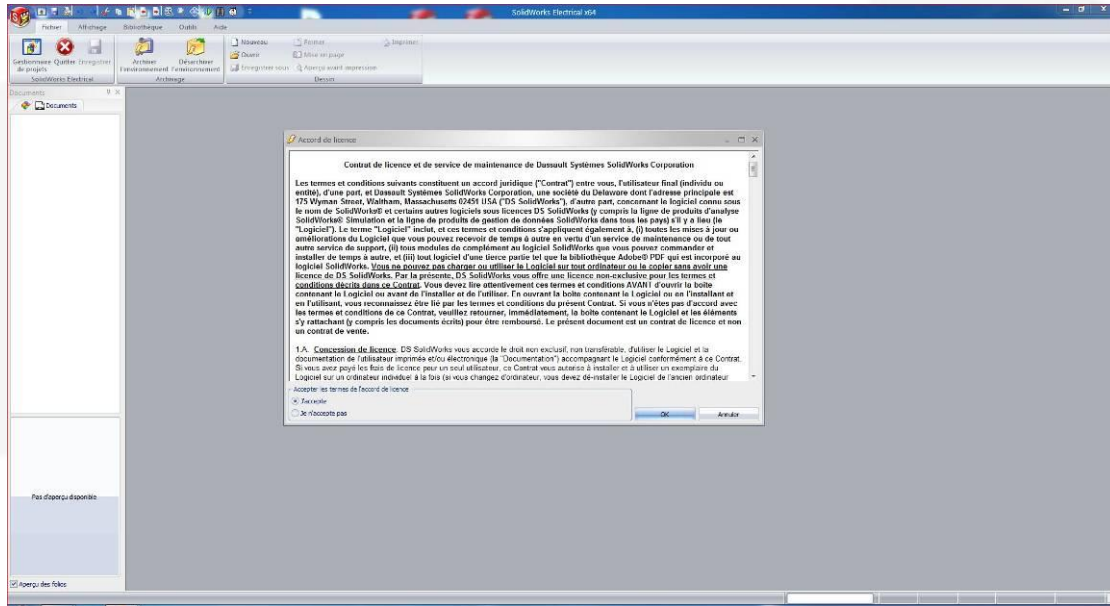 SolidWorks Electrical x64
Fichier Affichage Bibliothèque Outils Aide
Gestionnaire de projets
Quitter
Enregistrer
Archiver l'environnement
Désarchiver l'environnement
Nouveau
Ouvrir
Enregistrer sous
Format
Mise en page
Aperçu avant impression
Imprimer
SolidWorks Electrical
Archivage
Dessin
Documents
Documents
Accord de licence
Contrat de licence et de service de maintenance de Dassault Systèmes SolidWorks Corporation
Les termes et conditions suivants constituent un accord juridique ("Contrat") entre vous, l'utilisateur final (individu ou
entité), d'une part, et Dassault Systèmes SolidWorks Corporation, une société du Delaware dont l'adresse principale est
175 Wyman Street, Waltham, Massachusetts 02451 USA ("DS SolidWorks"), d'autre part, concernant le logiciel connu sous
le nom de SolidWorks® et certains autres logiciels sous licences DS SolidWorks (y compris la ligne de produits d'analyse
SolidWorks® Simulation et la ligne de produits de gestion de données SolidWorks dans tous les pays) s'il y a lieu (le
"Logiciel"). Le terme "Logiciel" inclut, et ces termes et conditions s'appliquent également à, (i) toutes les mises à jour ou
améliorations du Logiciel que vous pouvez recevoir de temps à autre en vertu d'un service de maintenance ou de tout
autre service de support, (ii) tous modules de complément au logiciel SolidWorks que vous pouvez commander et
installer de temps à autre, et (iii) tout logiciel d'une tierce partie tel que la bibliothèque Adobe® PDF qui est incorporé au
logiciel SolidWorks. Vous ne pouvez pas charger ou utiliser le Logiciel sur tout ordinateur ou le copier sans avoir une
licence de DS SolidWorks. Par la présente, DS SolidWorks vous offre une licence non-exclusive pour les termes et
conditions décrits dans ce Contrat. Vous devez lire attentivement ces termes et conditions AVANT d'ouvrir la boîte
contenant le Logiciel ou avant de l'installer et de l'utiliser. En ouvrant la boîte contenant le Logiciel ou en l'installant et
en l'utilisant, vous reconnaissez être lié par les termes et conditions du présent Contrat. Si vous n'êtes pas d'accord avec
les termes et conditions de ce Contrat, veuillez retourner, immédiatement, la boîte contenant le Logiciel et les éléments
s'y rattachant (y compris les documents écrits) pour être remboursé. Le présent document est un contrat de licence et non
un contrat de vente.
1.A. Concession de licence. DS SolidWorks vous accorde le droit non exclusif, non transférable, d'utiliser le Logiciel et la
documentation de l'utilisateur imprimée et/ou électronique (la "Documentation") accompagnant le Logiciel conformément à ce Contrat.
Si vous avez payé les frais de licence pour un seul utilisateur, ce Contrat vous autorise à installer et à utiliser un exemplaire du
Logiciel sur un ordinateur individuel à la fois (si vous changez d'ordinateur, vous devez dé-installer le Logiciel de l'ancien ordinateur
Accepter les termes de l'accord de licence
J'accepte
Je n'accepte pas
OK
Annuler
Pas d'aperçu disponible
Aperçu des folios